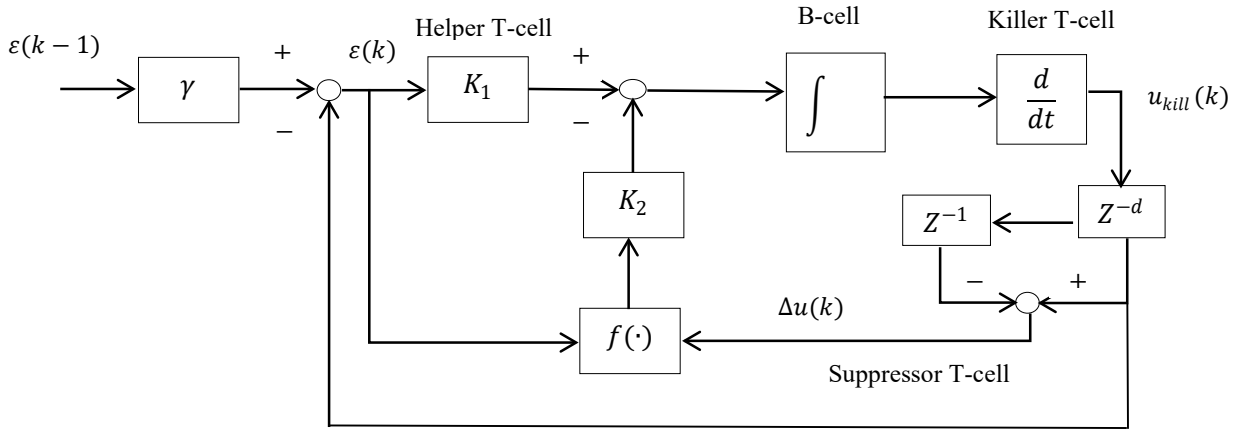 B-cell
Killer T-cell
Helper T-cell
ε(k − 1)
+
ε(k)
+
γ
K₁
∫
d
dt
u_kill(k)
−
−
K₂
Z⁻¹
Z⁻ᵈ
−
+
Δu(k)
f(·)
Suppressor T-cell